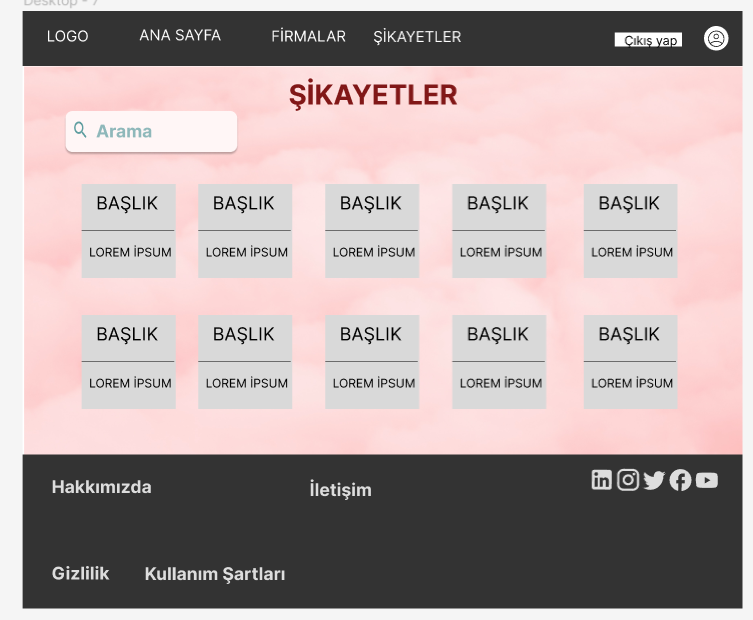 Desktop - 7
LOGO ANA SAYFA FİRMALAR ŞİKAYETLER Çıkış yap
ŞİKAYETLER
Arama
BAŞLIK BAŞLIK BAŞLIK BAŞLIK BAŞLIK
LOREM İPSUM LOREM İPSUM LOREM İPSUM LOREM İPSUM LOREM İPSUM
BAŞLIK BAŞLIK BAŞLIK BAŞLIK BAŞLIK
LOREM İPSUM LOREM İPSUM LOREM İPSUM LOREM İPSUM LOREM İPSUM
Hakkımızda İletişim
Gizlilik Kullanım Şartları